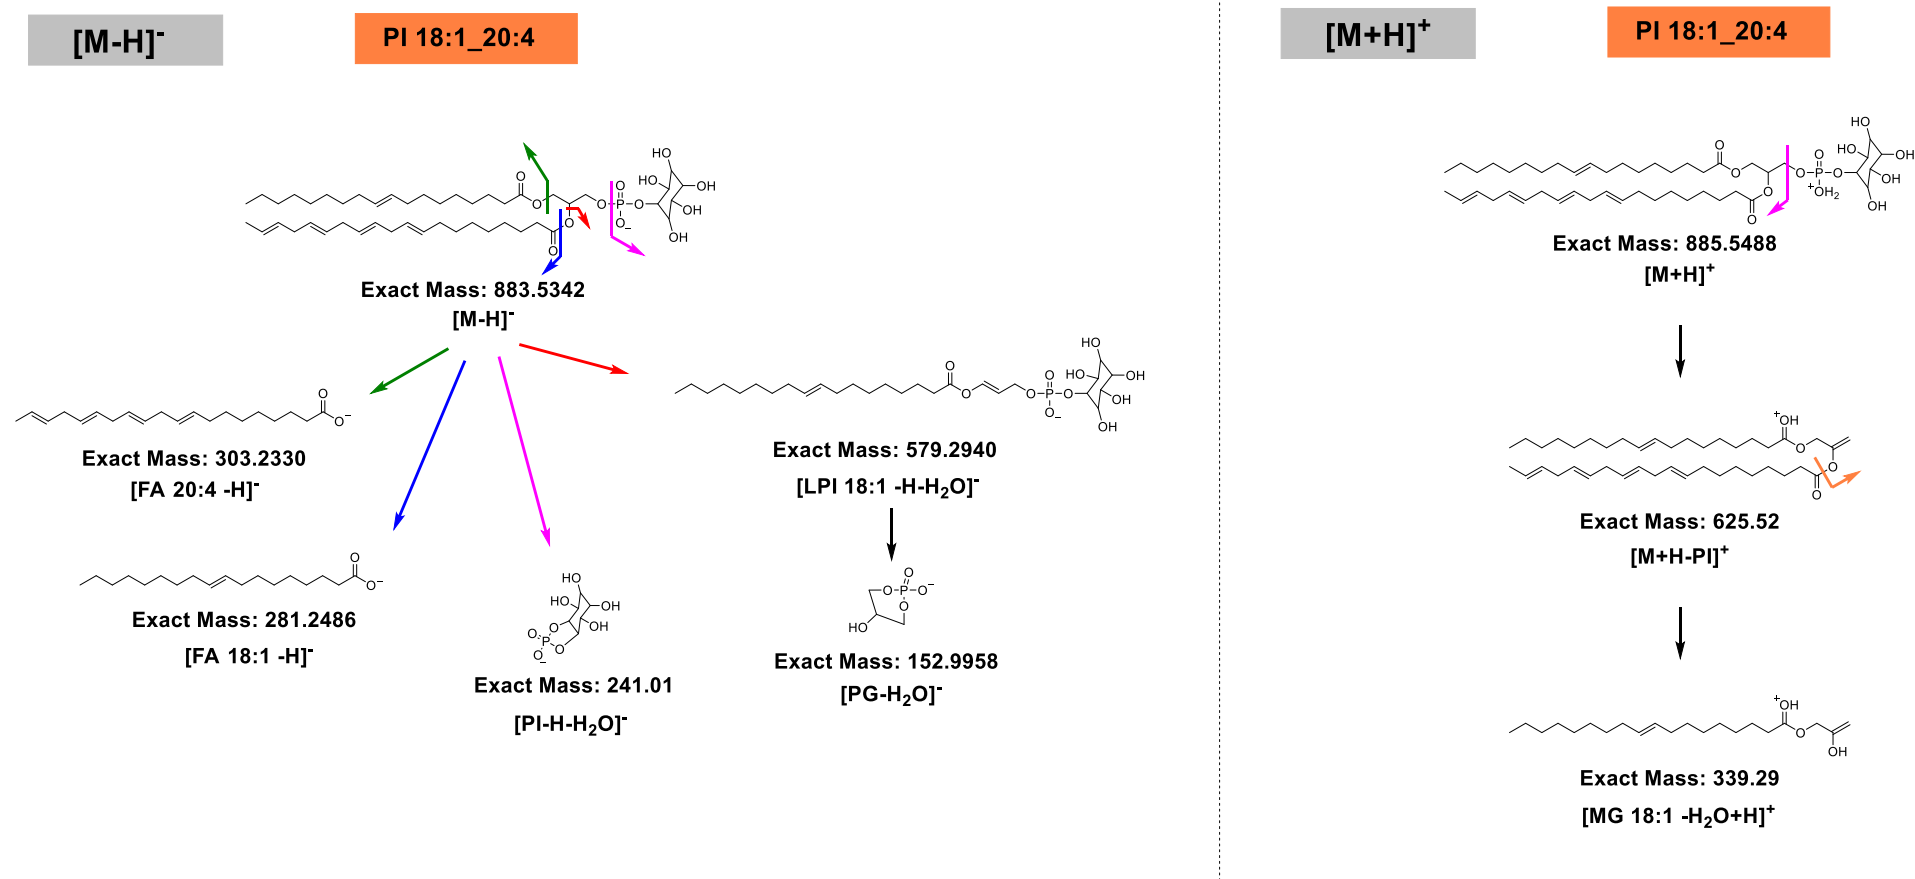 [M-H]-
PI 18:1_20:4
Exact Mass: 883.5342
[M-H]-
Exact Mass: 303.2330
[FA 20:4 -H]-
Exact Mass: 281.2486
[FA 18:1 -H]-
Exact Mass: 241.01
[PI-H-H2O]-
Exact Mass: 579.2940
[LPI 18:1 -H-H2O]-
Exact Mass: 152.9958
[PG-H2O]-
[M+H]+
PI 18:1_20:4
Exact Mass: 885.5488
[M+H]+
Exact Mass: 625.52
[M+H-PI]+
Exact Mass: 339.29
[MG 18:1 -H2O+H]+